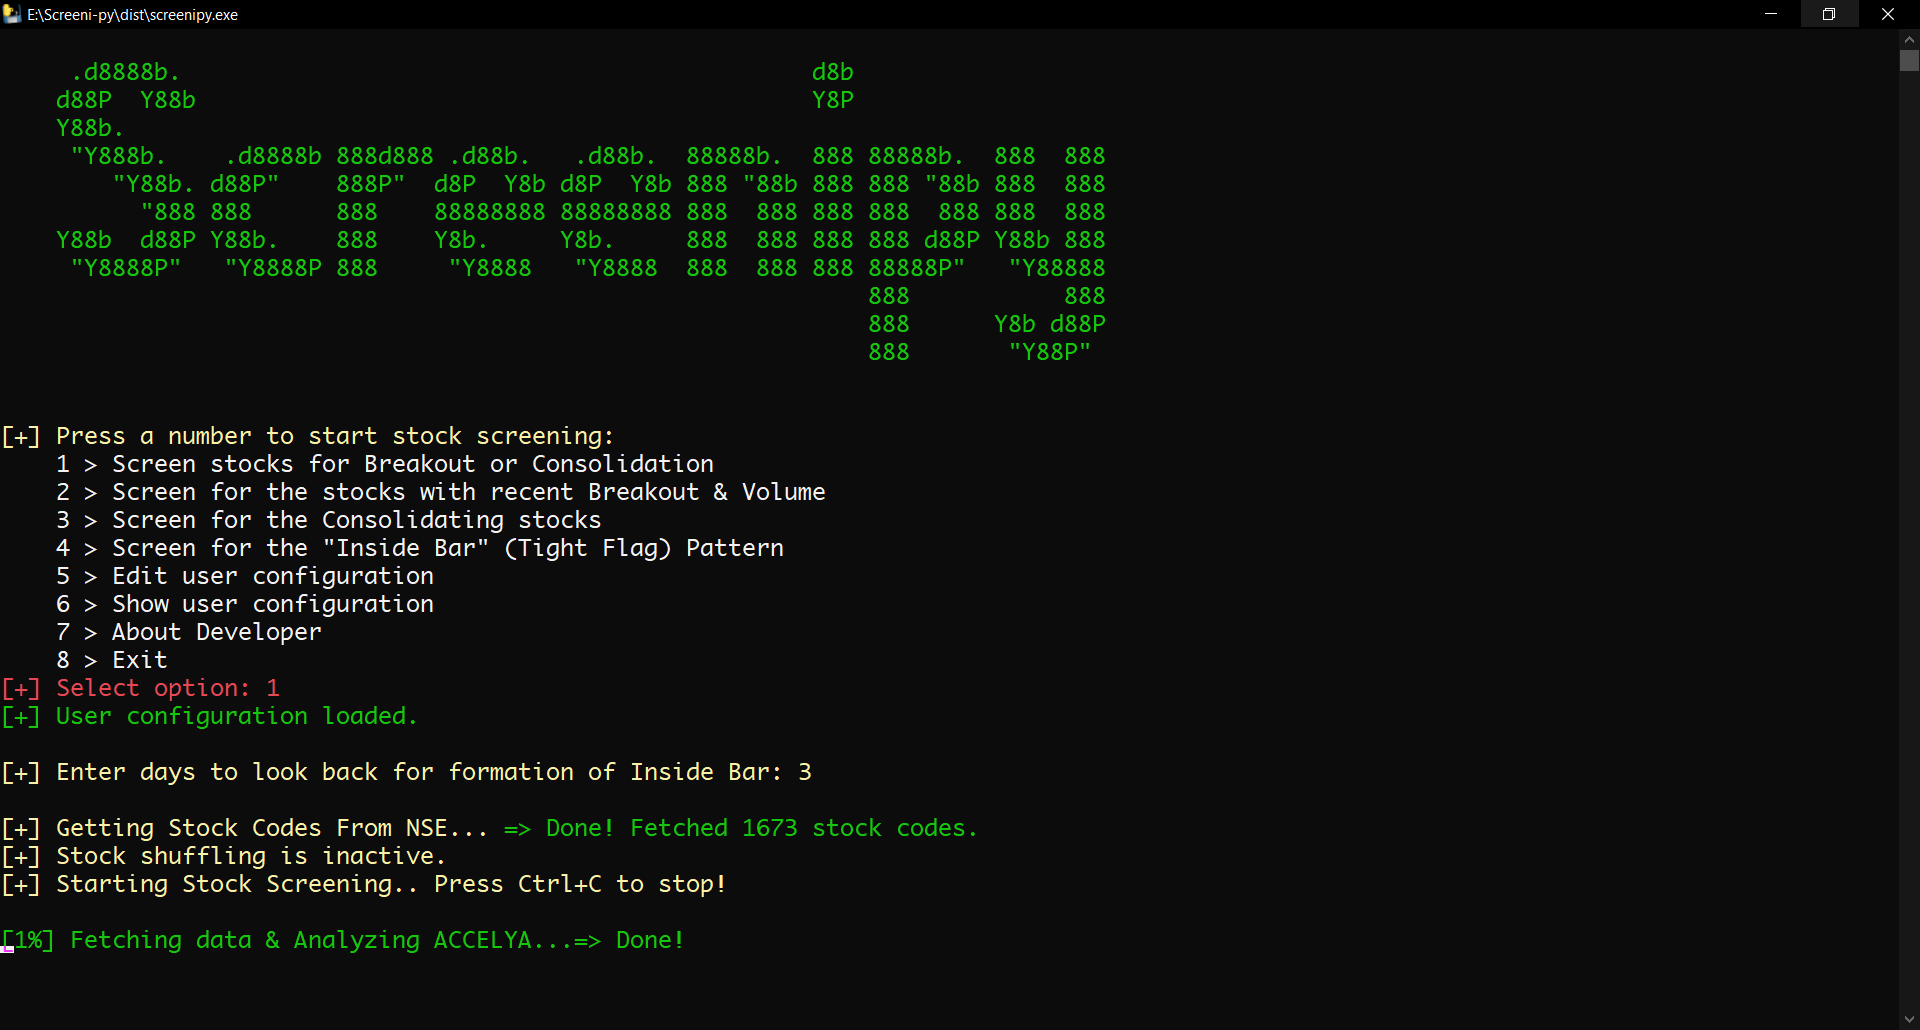 E:\Screeni-py\dist\screenipy.exe
     .d8888b.                                             d8b
    d88P  Y88b                                            Y8P
    Y88b.
     "Y888b.    .d8888b 888d888 .d88b.   .d88b.  88888b.  888 88888b.  888  888
        "Y88b. d88P"    888P"  d8P  Y8b d8P  Y8b 888 "88b 888 888 "88b 888  888
          "888 888      888    88888888 88888888 888  888 888 888  888 888  888
    Y88b  d88P Y88b.    888    Y8b.     Y8b.     888  888 888 888 d88P Y88b 888
     "Y8888P"   "Y8888P 888     "Y8888   "Y8888  888  888 888 88888P"   "Y88888
                                                              888           888
                                                              888      Y8b d88P
                                                              888       "Y88P"
[+] Press a number to start stock screening:
    1 > Screen stocks for Breakout or Consolidation
    2 > Screen for the stocks with recent Breakout & Volume
    3 > Screen for the Consolidating stocks
    4 > Screen for the "Inside Bar" (Tight Flag) Pattern
    5 > Edit user configuration
    6 > Show user configuration
    7 > About Developer
    8 > Exit
[+] Select option: 1
[+] User configuration loaded.
[+] Enter days to look back for formation of Inside Bar: 3
[+] Getting Stock Codes From NSE... => Done! Fetched 1673 stock codes.
[+] Stock shuffling is inactive.
[+] Starting Stock Screening.. Press Ctrl+C to stop!
[1%] Fetching data & Analyzing ACCELYA...=> Done!